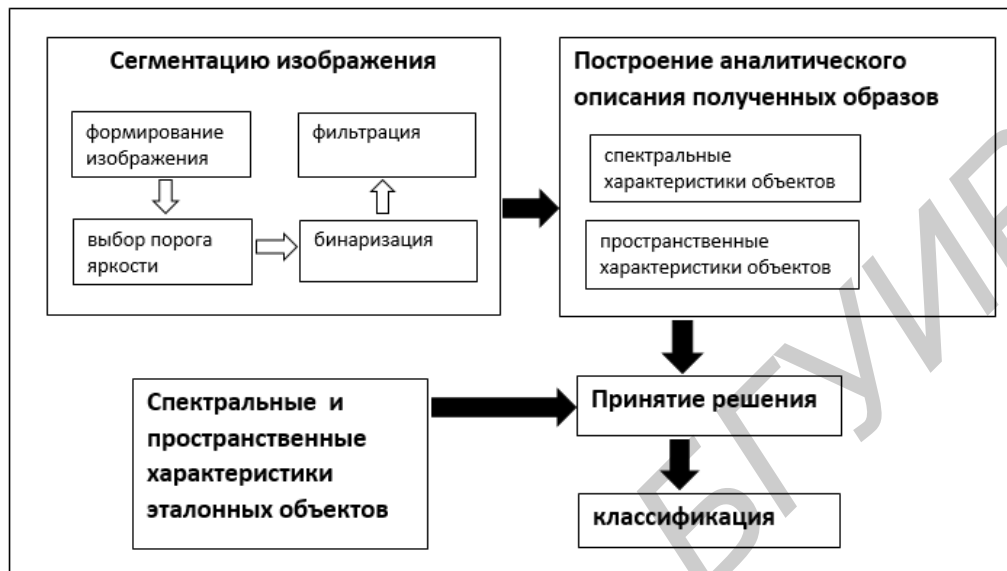 Сегментацию изображения
формирование
изображения
фильтрация
выбор порога
яркости
бинаризация
Построение аналитического
описания полученных образов
спектральные
характеристики объектов
пространственные
характеристики объектов
Спектральные и
пространственные
характеристики
эталонных объектов
Принятие решения
классификация
БГУИР